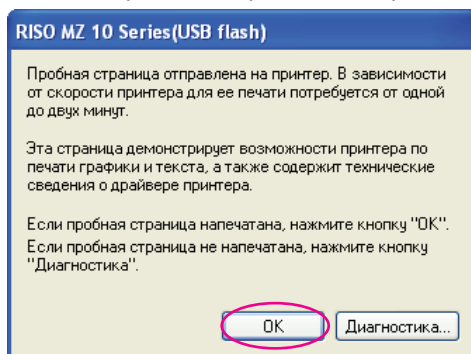 RISO MZ 10 Series(USB flash)
Пробная страница отправлена на принтер. В зависимости
от скорости принтера для ее печати потребуется от одной
до двух минут.
Эта страница демонстрирует возможности принтера по
печати графики и текста, а также содержит технические
сведения о драйвере принтера.
Если пробная страница напечатана, нажмите кнопку "ОК".
Если пробная страница не напечатана, нажмите кнопку
"Диагностика".
ОК
Диагностика...